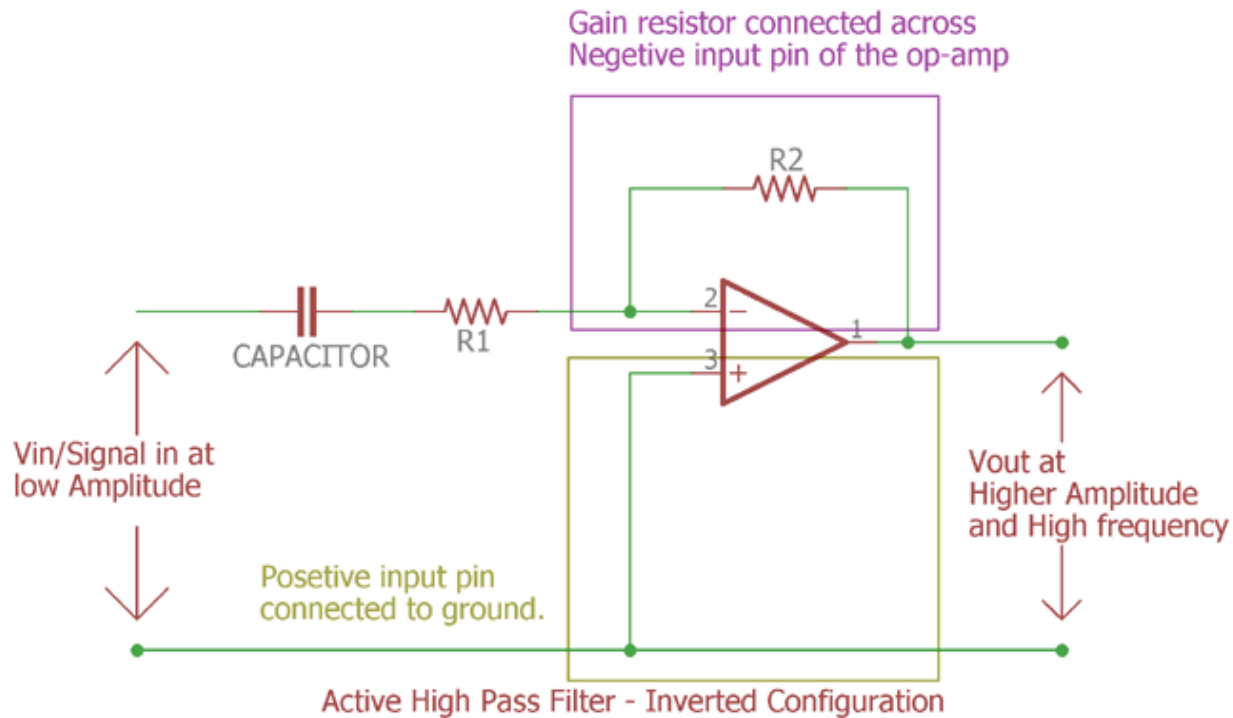 Gain resistor connected across
Negetive input pin of the op-amp
R2
2
1
CAPACITOR
R1
3
Vin/Signal in at
low Amplitude
Vout at
Higher Amplitude
and High frequency
Posetive input pin
connected to ground.
Active High Pass Filter - Inverted Configuration